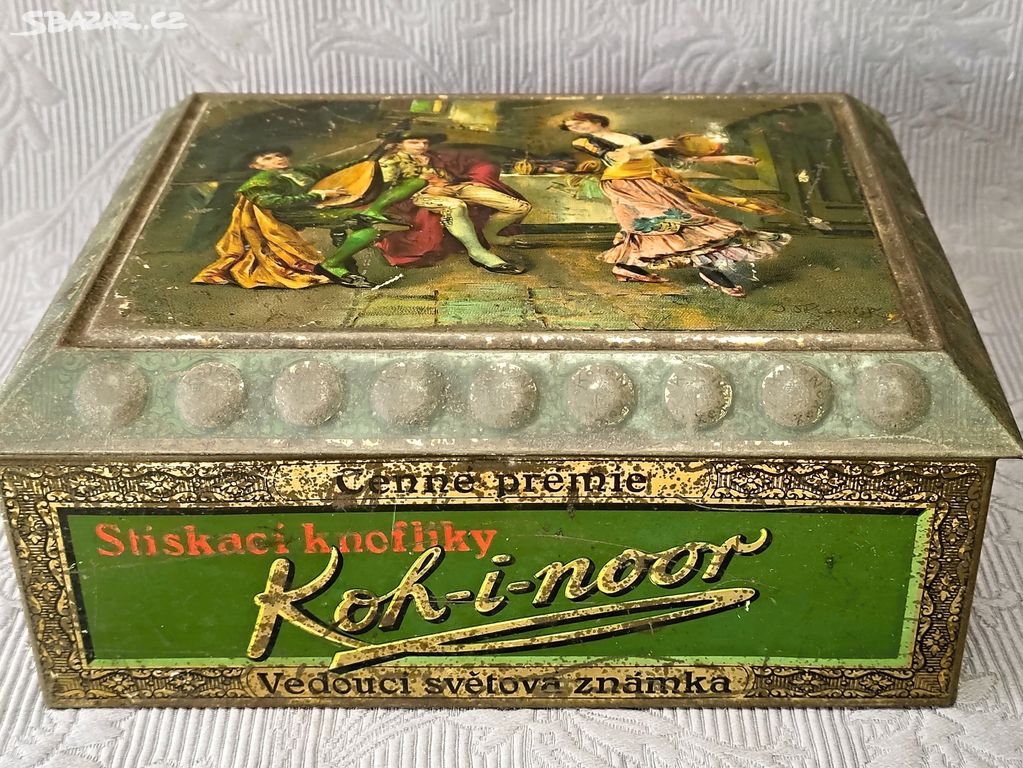 SBAZAR.CZ
Cenné premie
Stiskací knoflíky
Koh-i-noor
Vedoucí světová známka